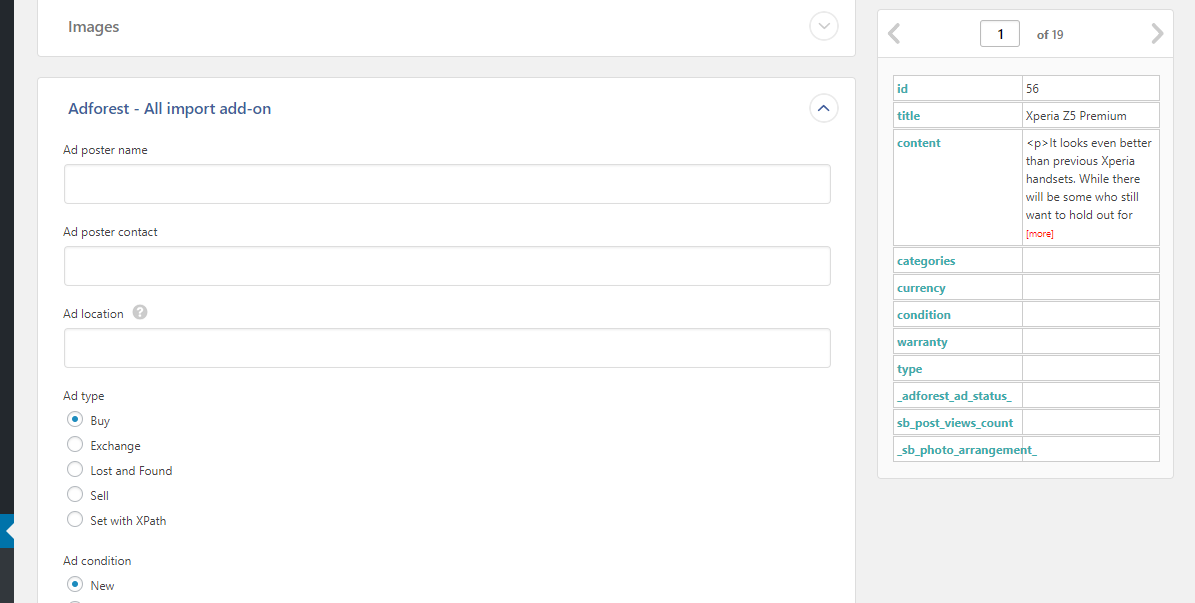 Images
Adforest - All import add-on
Ad poster name
Ad poster contact
Ad location ?
Ad type
Buy
Exchange
Lost and Found
Sell
Set with XPath
Ad condition
New
1 of 19
id 56
title Xperia Z5 Premium
content <p>It looks even better
than previous Xperia
handsets. While there
will be some who still
want to hold out for
[more]
categories
currency
condition
warranty
type
_adforest_ad_status_
sb_post_views_count
_sb_photo_arrangement_